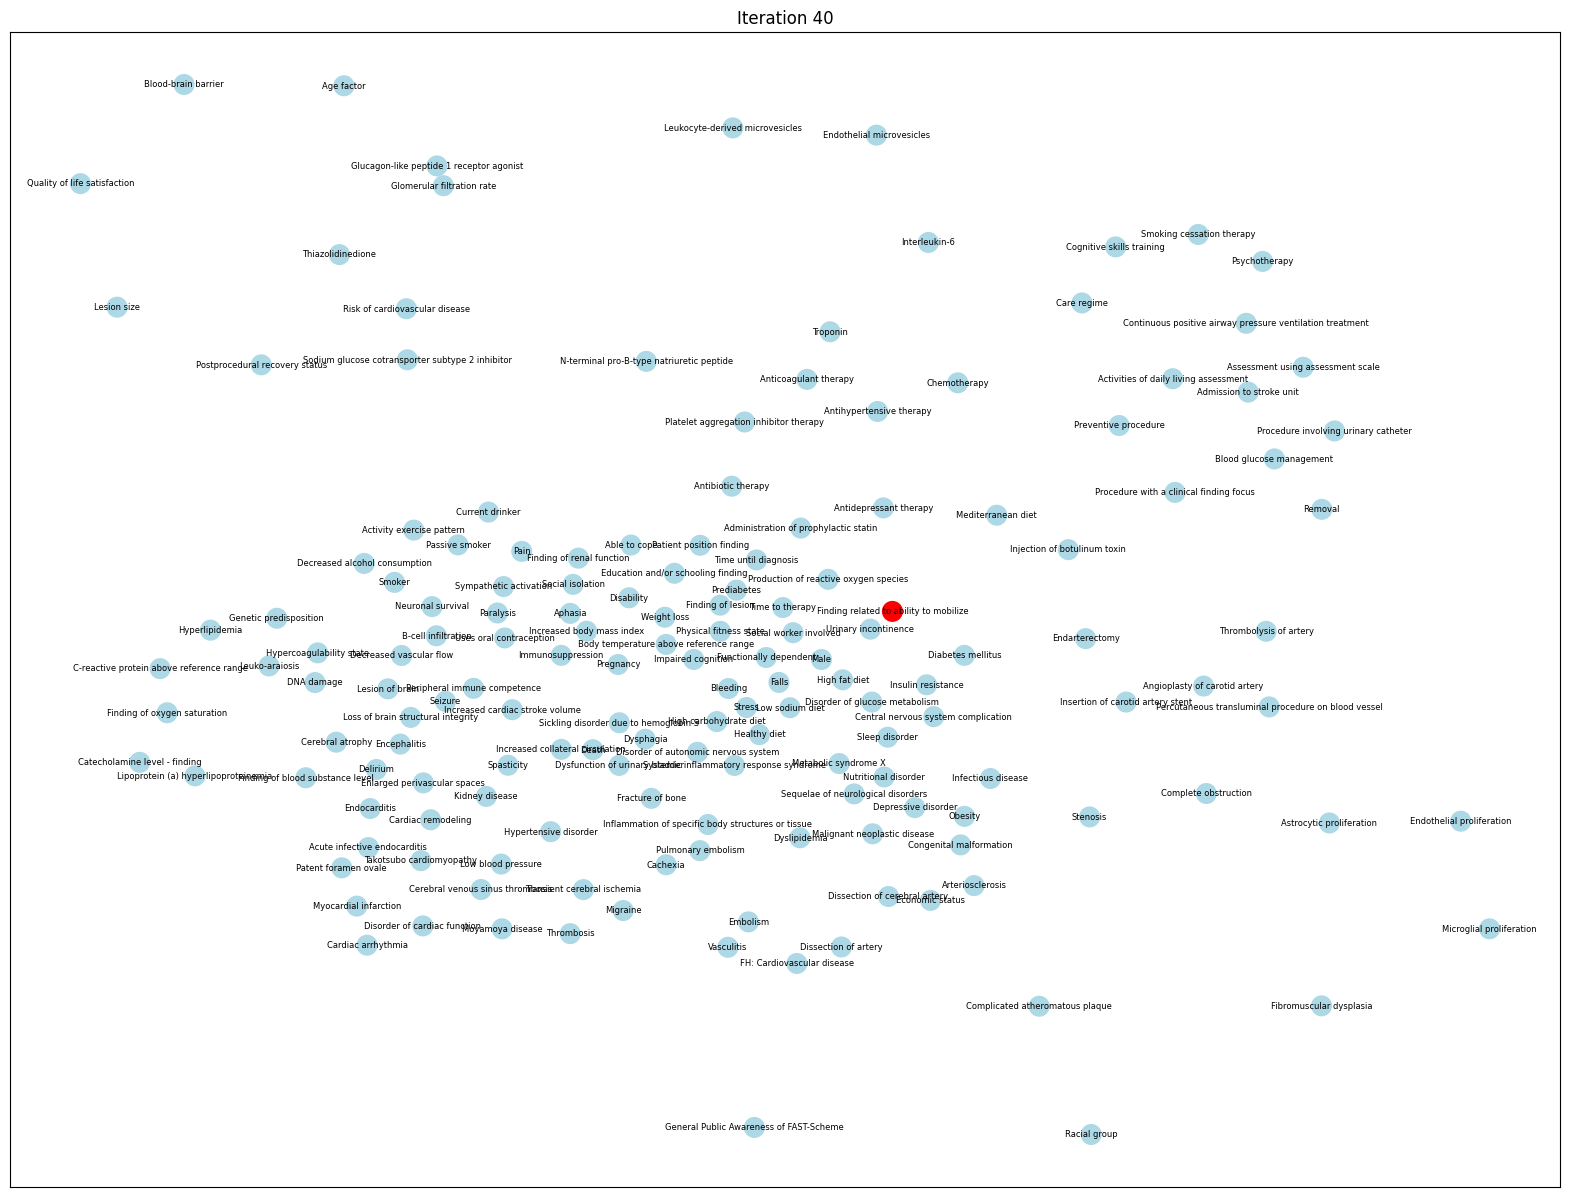 Iteration 40
Blood-brain barrier
Age factor
Leukocyte-derived microvesicles
Endothelial microvesicles
Glucagon-like peptide 1 receptor agonist
Quality of life satisfaction
Glomerular filtration rate
Smoking cessation therapy
Interleukin-6
Cognitive skills training
Thiazolidinedione
Psychotherapy
Care regime
Lesion size
Risk of cardiovascular disease
Continuous positive airway pressure ventilation treatment
Troponin
Sodium glucose cotransporter subtype 2 inhibitor
N-terminal pro-B-type natriuretic peptide
Postprocedural recovery status
Assessment using assessment scale
Anticoagulant therapy
Activities of daily living assessment
Chemotherapy
Admission to stroke unit
Antihypertensive therapy
Platelet aggregation inhibitor therapy
Preventive procedure
Procedure involving urinary catheter
Blood glucose management
Antibiotic therapy
Procedure with a clinical finding focus
Antidepressant therapy
Removal
Current drinker
Mediterranean diet
Activity exercise pattern
Administration of prophylactic statin
Passive smoker
Able to cope
Patient position finding
Pain
Injection of botulinum toxin
Finding of renal function
Time until diagnosis
Decreased alcohol consumption
Education and/or schooling finding
Production of reactive oxygen species
Smoker
Sympathetic activation
Social isolation
Prediabetes
Disability
Neuronal survival
Finding of lesion
Time to therapy
Paralysis
Aphasia
Finding related to ability to mobilize
Genetic predisposition
Weight loss
Hyperlipidemia
Increased body mass index
Physical fitness state
Social worker involved
Urinary incontinence
Thrombolysis of artery
B-cell infiltration
Uses oral contraception
Endarterectomy
Body temperature above reference range
Hypercoagulability state
Decreased vascular flow
Immunosuppression
Impaired cognition
Functionally dependent
Male
Diabetes mellitus
Pregnancy
C-reactive protein above reference range
Leuko-araiosis
DNA damage
Lesion of brain
Peripheral immune competence
Bleeding
Falls
High fat diet
Insulin resistance
Angioplasty of carotid artery
Seizure
Disorder of glucose metabolism
Insertion of carotid artery stent
Percutaneous transluminal procedure on blood vessel
Increased cardiac stroke volume
Stress
Low sodium diet
Finding of oxygen saturation
Loss of brain structural integrity
Central nervous system complication
Sickling disorder due to hemoglobin S
High carbohydrate diet
Healthy diet
Sleep disorder
Cerebral atrophy
Encephalitis
Dysphagia
Increased collateral circulation
Death
Disorder of autonomic nervous system
Catecholamine level - finding
Metabolic syndrome X
Spasticity
Dysfunction of urinary bladder
Systemic inflammatory response syndrome
Delirium
Lipoprotein (a) hyperlipoproteinemia
Finding of blood substance level
Nutritional disorder
Infectious disease
Enlarged perivascular spaces
Kidney disease
Fracture of bone
Sequelae of neurological disorders
Complete obstruction
Endocarditis
Depressive disorder
Obesity
Stenosis
Cardiac remodeling
Inflammation of specific body structures or tissue
Astrocytic proliferation
Endothelial proliferation
Hypertensive disorder
Dyslipidemia
Malignant neoplastic disease
Acute infective endocarditis
Pulmonary embolism
Congenital malformation
Takotsubo cardiomyopathy
Low blood pressure
Cachexia
Patent foramen ovale
Cerebral venous sinus thrombosis
Transient cerebral ischemia
Arteriosclerosis
Dissection of cerebral artery
Economic status
Myocardial infarction
Migraine
Embolism
Disorder of cardiac function
Moyamoya disease
Thrombosis
Microglial proliferation
Cardiac arrhythmia
Vasculitis
Dissection of artery
FH: Cardiovascular disease
Complicated atheromatous plaque
Fibromuscular dysplasia
General Public Awareness of FAST-Scheme
Racial group